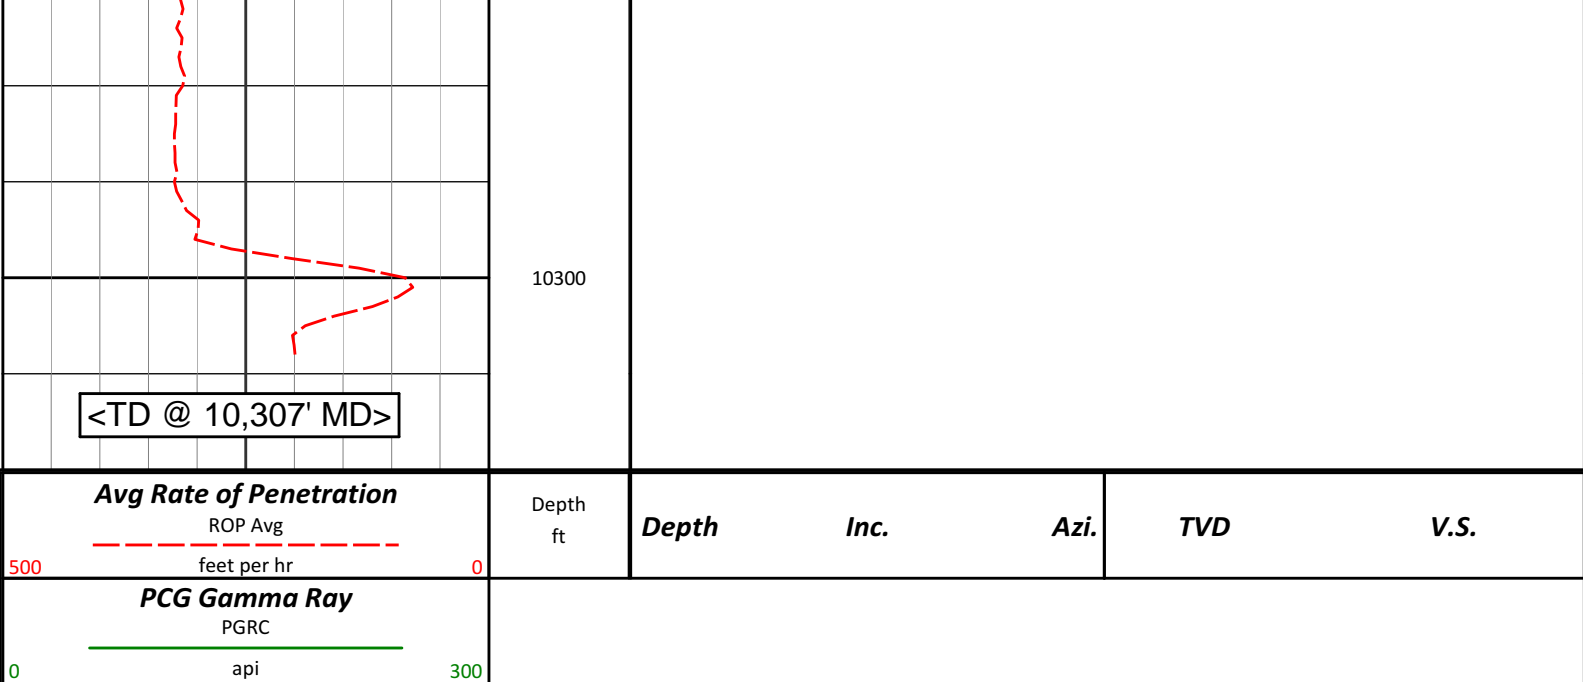 10300
<TD @ 10,307' MD>
Avg Rate of Penetration
ROP Avg
500 feet per hr 0
Depth
ft
Depth Inc. Azi. TVD V.S.
PCG Gamma Ray
PGRC
0 api 300